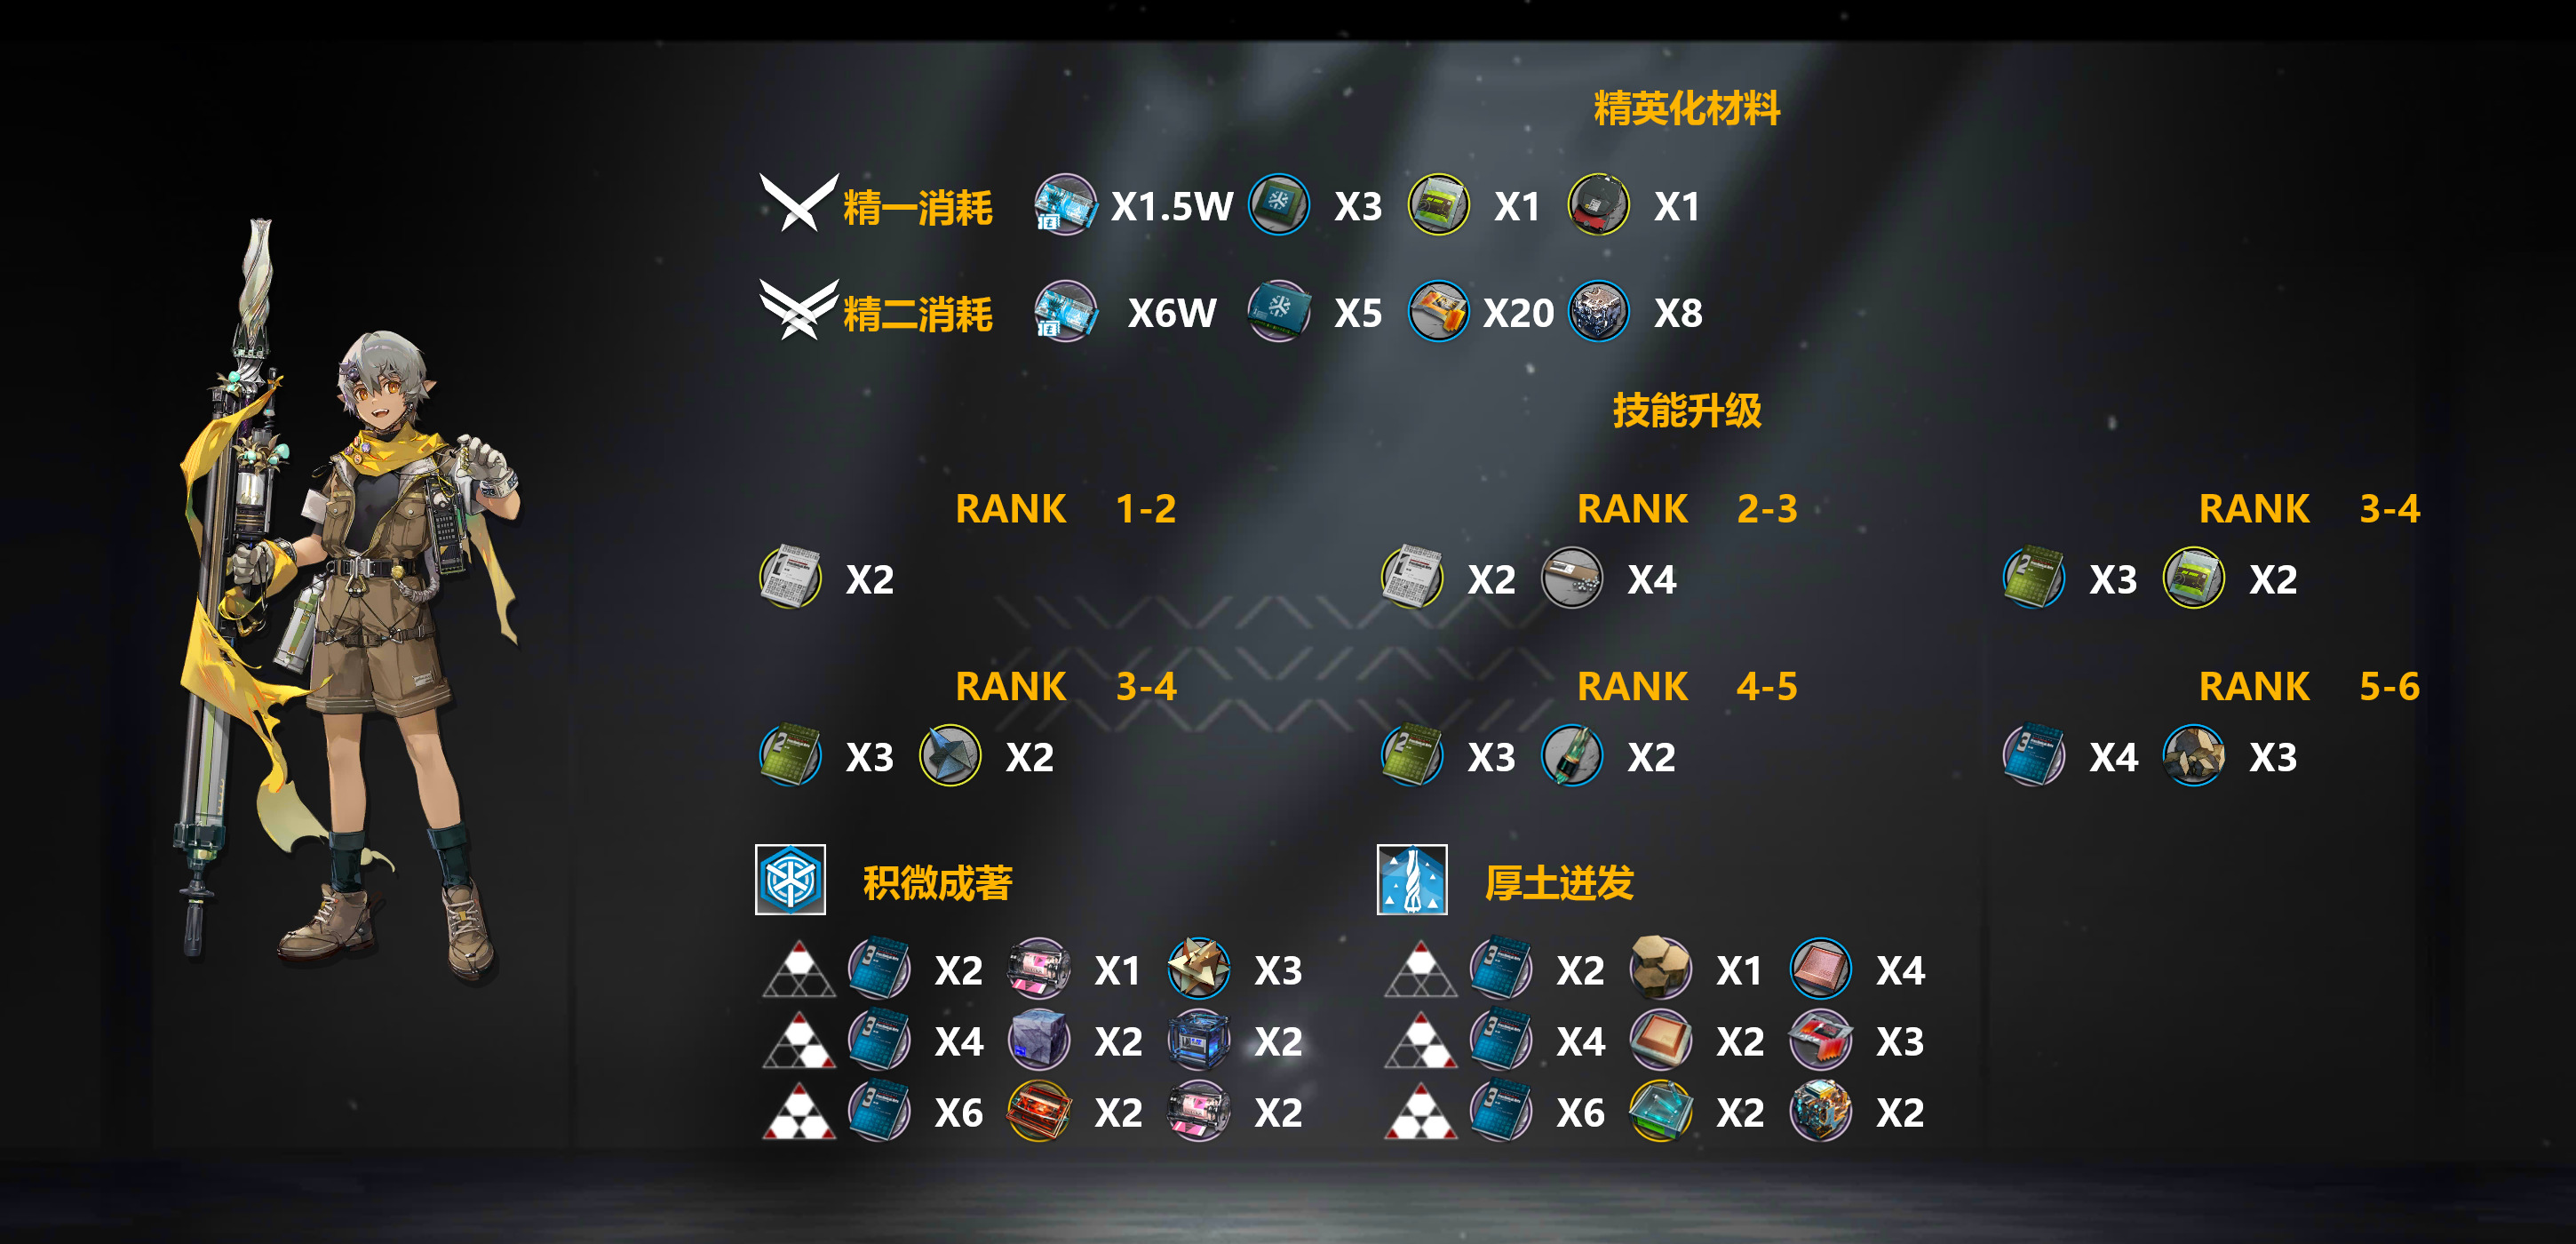 精英化材料
精一消耗 X1.5W X3 X1 X1
精二消耗 X6W X5 X20 X8
技能升级
RANK 1-2 RANK 2-3 RANK 3-4
X2 X2 X4 X3 X2
RANK 3-4 RANK 4-5 RANK 5-6
X3 X2 X3 X2 X4 X3
积微成著 厚土迸发
X2 X1 X3 X2 X1 X4
X4 X2 X2 X4 X2 X3
X6 X2 X2 X6 X2 X2